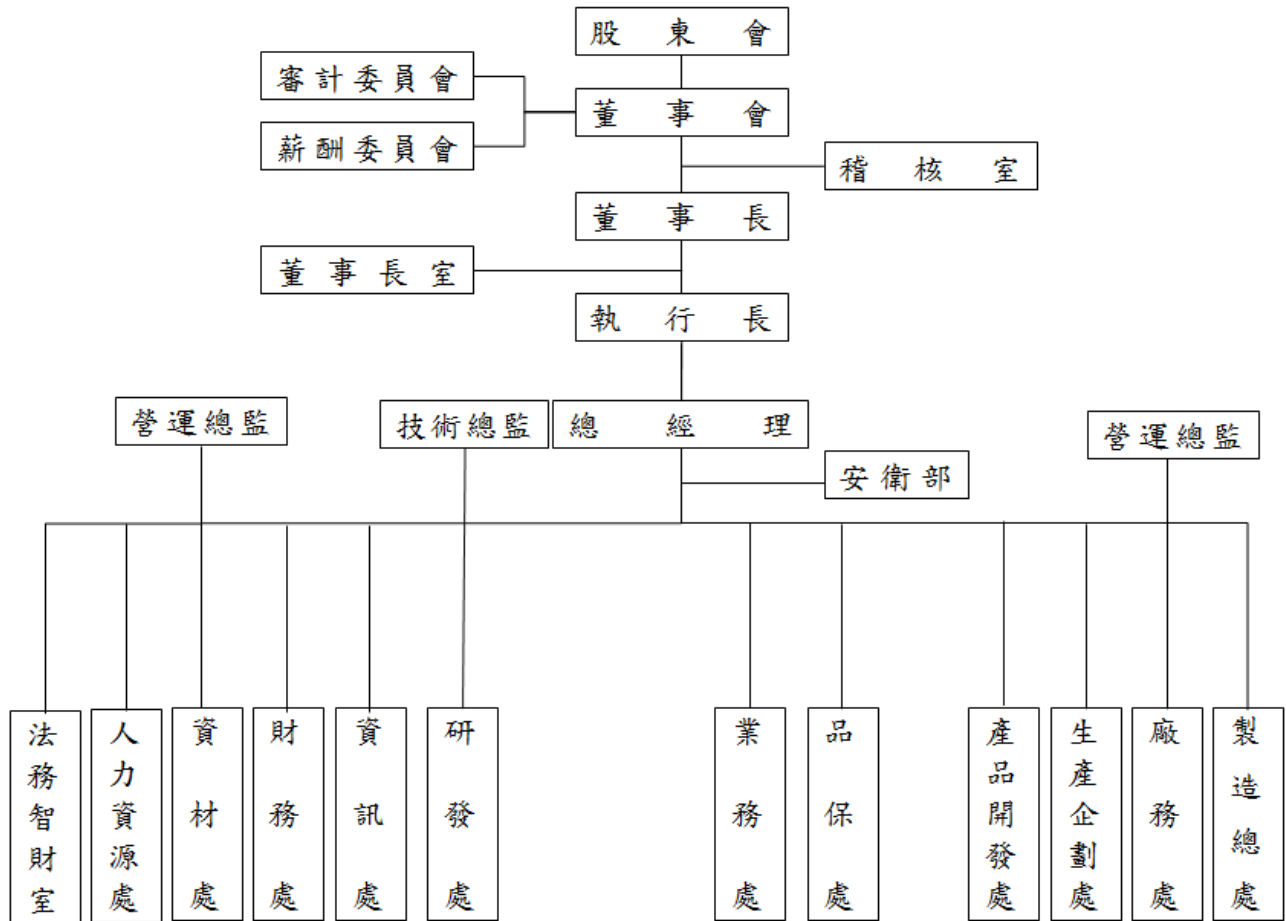 股東會
審計委員會
董事會
薪酬委員會
稽核室
董事長
董事長室
執行長
營運總監
技術總監
總經理
營運總監
安衛部
法務智財室
人力資源處
資材處
財務處
資訊處
研發處
業務處
品保處
產品開發處
生產企劃處
廠務處
製造總處